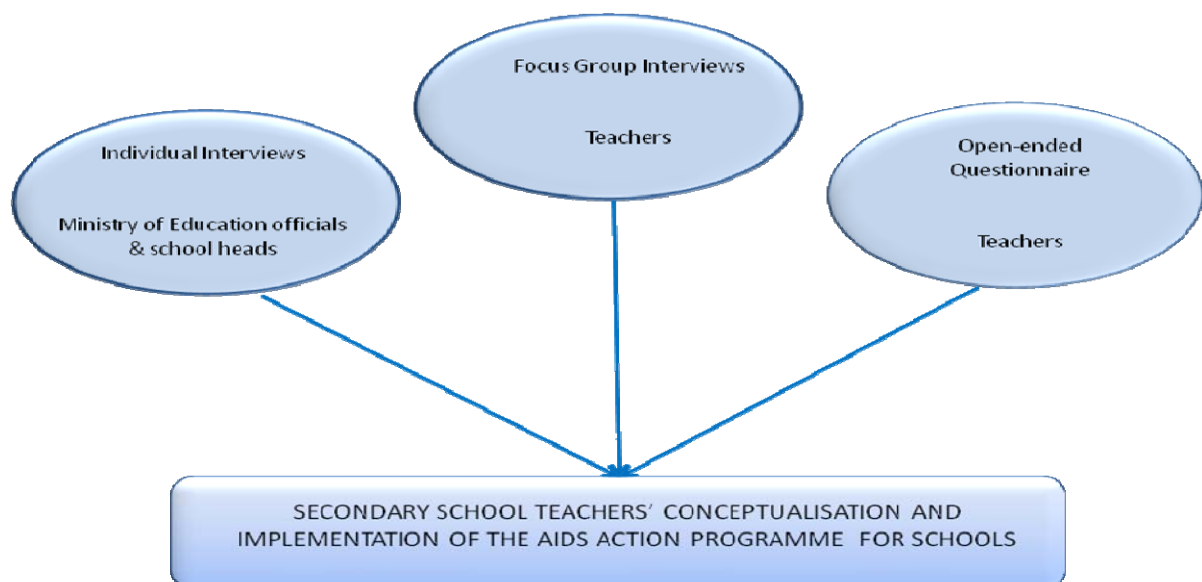 Individual Interviews
Ministry of Education officials
& school heads
Focus Group Interviews
Teachers
Open-ended
Questionnaire
Teachers
SECONDARY SCHOOL TEACHERS' CONCEPTUALISATION AND
IMPLEMENTATION OF THE AIDS ACTION PROGRAMME FOR SCHOOLS